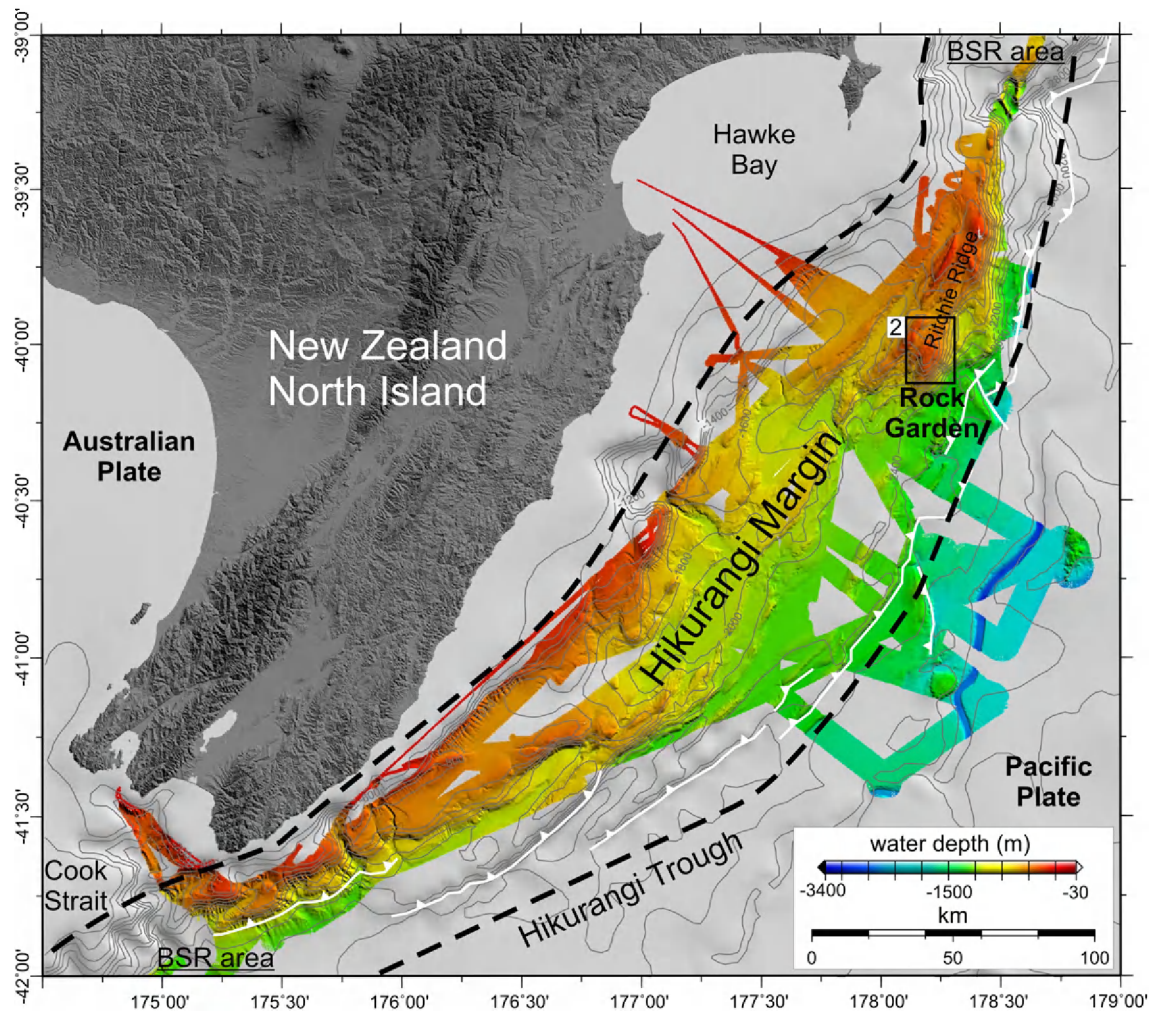 -39°00'
-39°30'
-40°00'
-40°30'
-41°00'
-41°30'
-42°00'
BSR area
Hawke
Bay
Ritchie Ridge
2
Rock
Garden
New Zealand
North Island
Australian
Plate
Hikurangi Margin
Pacific
Plate
Hikurangi Trough
Cook
Strait
BSR area
water depth (m)
-3400
-1500
-30
km
0
50
100
175°00'
175°30'
176°00'
176°30'
177°00'
177°30'
178°00'
178°30'
179°00'